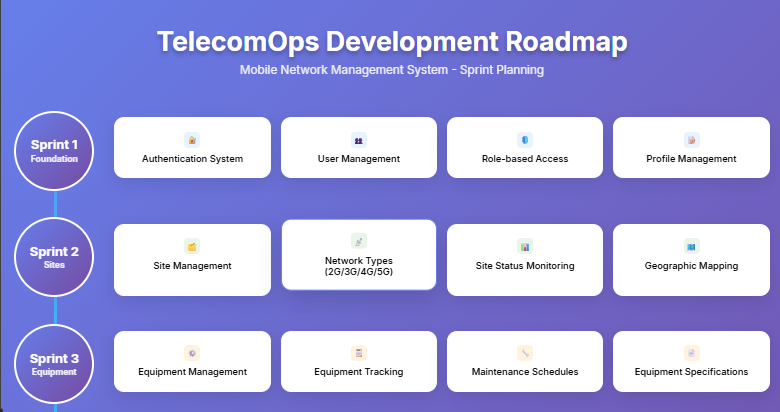 TelecomOps Development Roadmap
Mobile Network Management System - Sprint Planning
Sprint 1
Foundation
Authentication System
User Management
Role-based Access
Profile Management
Sprint 2
Sites
Site Management
Network Types
(2G/3G/4G/5G)
Site Status Monitoring
Geographic Mapping
Sprint 3
Equipment
Equipment Management
Equipment Tracking
Maintenance Schedules
Equipment Specifications